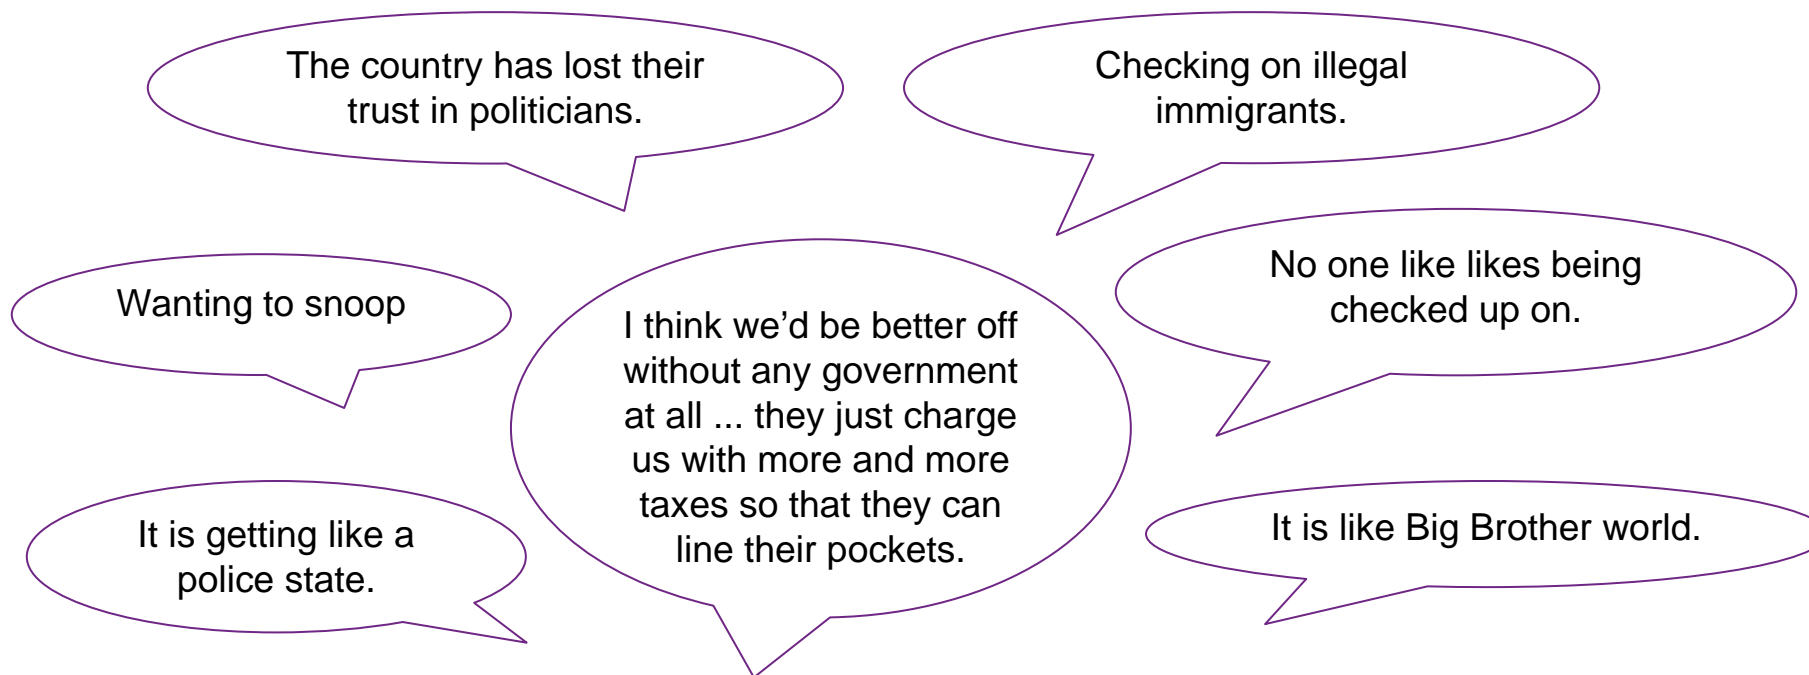 The country has lost their
trust in politicians.
Checking on illegal
immigrants.
Wanting to snoop
No one like likes being
checked up on.
I think we’d be better off
without any government
at all ... they just charge
us with more and more
taxes so that they can
line their pockets.
It is getting like a
police state.
It is like Big Brother world.